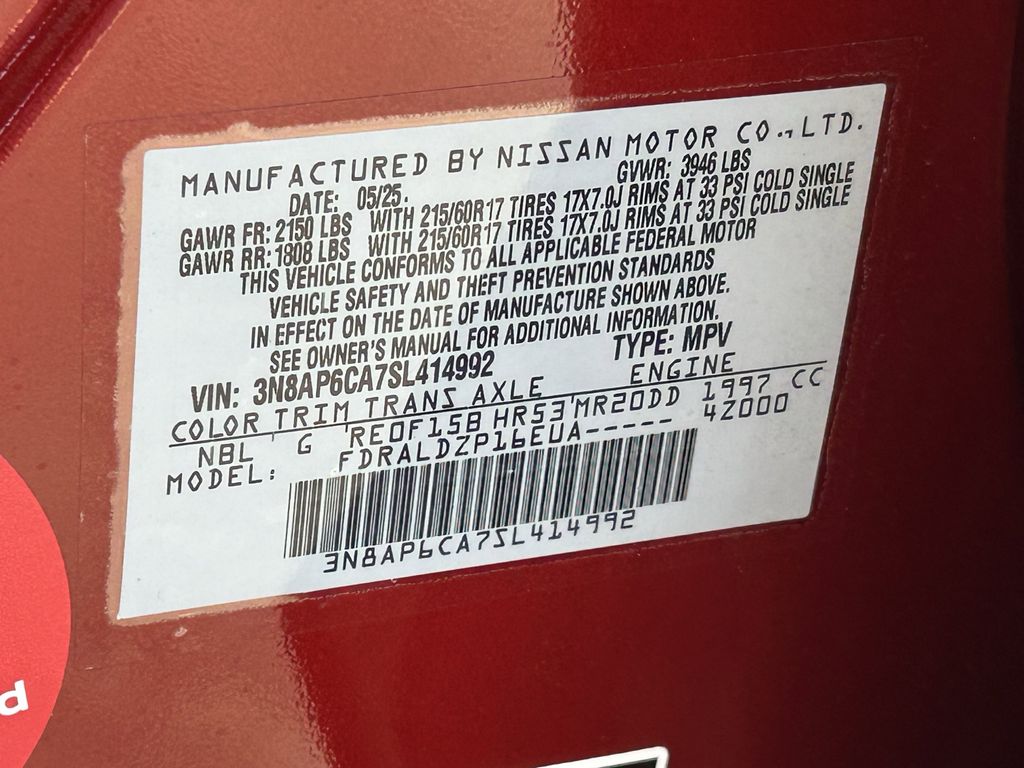 MANUFACTURED BY NISSAN MOTOR CO.,LTD.
DATE: 05/25. GVWR: 3946 LBS
GAWR FR: 2150 LBS WITH 215/60R17 TIRES 17X7.0J RIMS AT 33 PSI COLD SINGLE
GAWR RR: 1808 LBS WITH 215/60R17 TIRES 17X7.0J RIMS AT 33 PSI COLD SINGLE
THIS VEHICLE CONFORMS TO ALL APPLICABLE FEDERAL MOTOR
VEHICLE SAFETY AND THEFT PREVENTION STANDARDS
IN EFFECT ON THE DATE OF MANUFACTURE SHOWN ABOVE.
SEE OWNER'S MANUAL FOR ADDITIONAL INFORMATION.
VIN: 3N8AP6CA7SL414992 TYPE: MPV
COLOR TRIM TRANS AXLE ENGINE
NBL G RE0F15B HR53 MR20DD 1997 CC
MODEL: FDRALDZP16EUA----- 4Z000
3N8AP6CA7SL414992
d